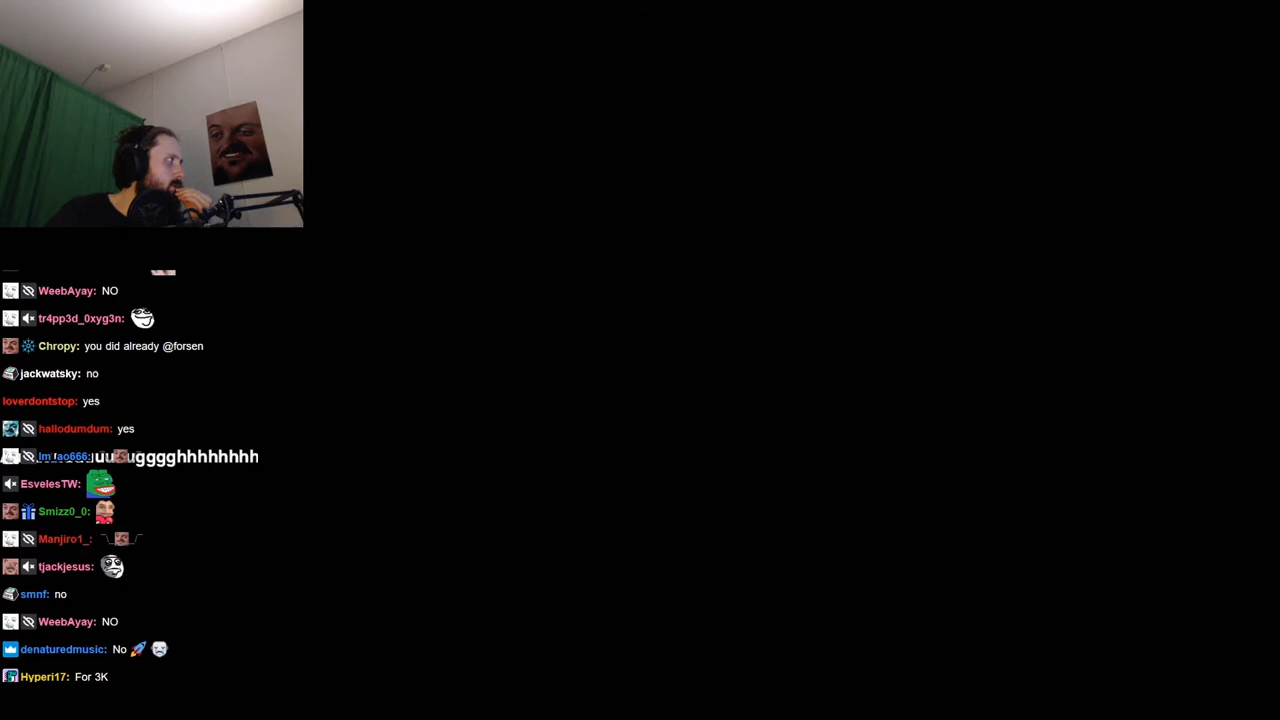 WeebAyay: NO
tr4pp3d_0xyg3n:
Chropy: you did already @forsen
jackwatsky: no
loverdontstop: yes
hallodumdum: yes
EsvelesTW:
Smizz0_0:
Manjiro1_:
tjackjesus:
smnf: no
WeebAyay: NO
denaturedmusic: No
Hyperi17: For 3K